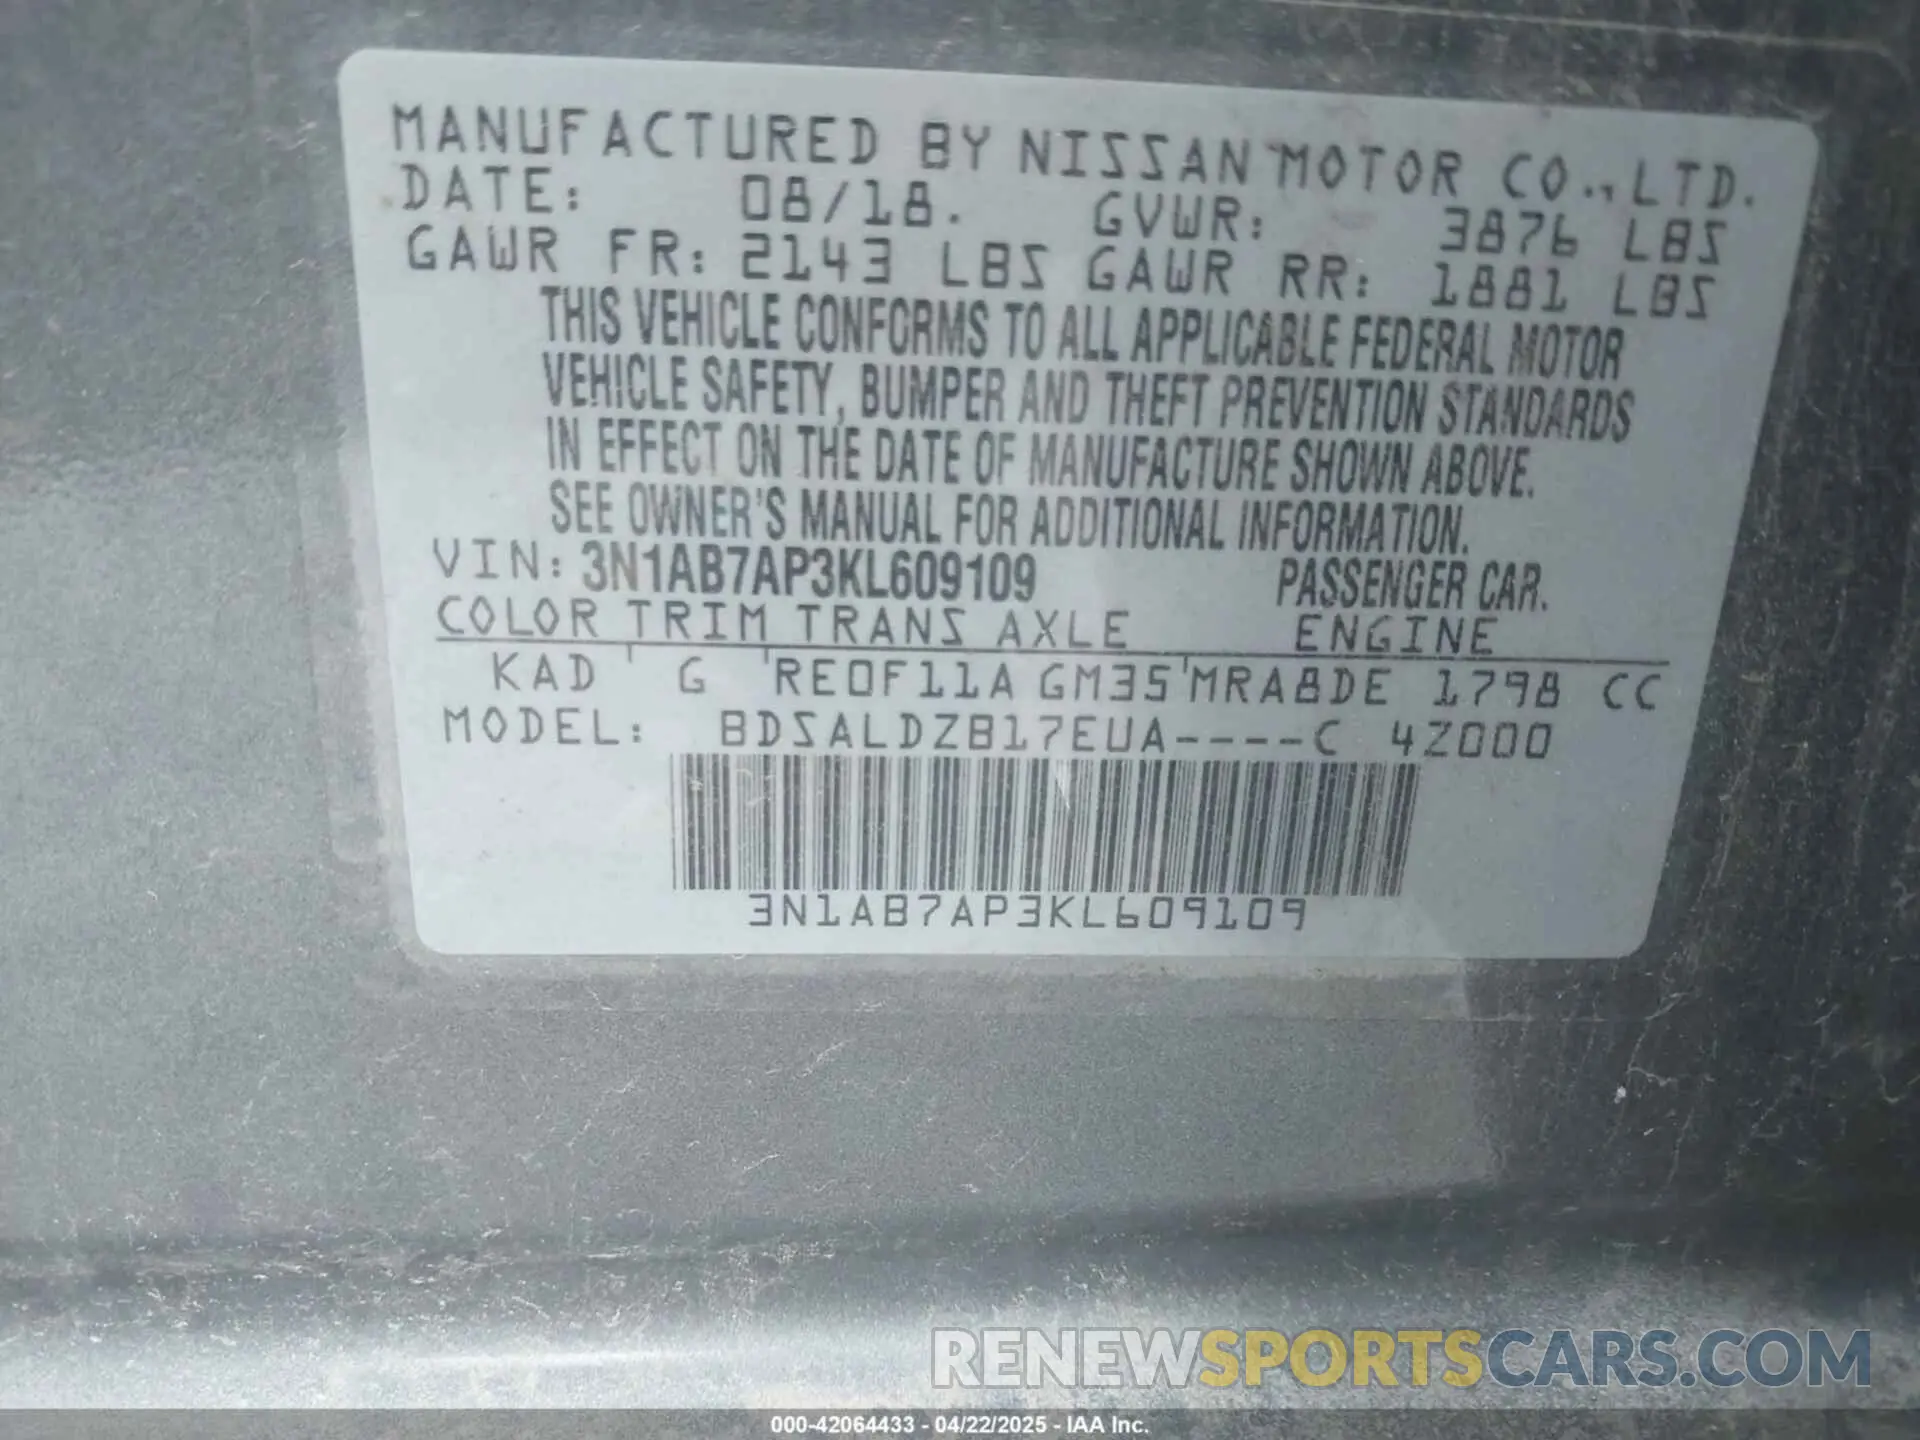 MANUFACTURED BY NISSAN MOTOR CO., LTD.
DATE: 08/18. GVWR: 3876 LBS
GAWR FR: 2143 LBS GAWR RR: 1881 LBS
THIS VEHICLE CONFORMS TO ALL APPLICABLE FEDERAL MOTOR
VEHICLE SAFETY, BUMPER AND THEFT PREVENTION STANDARDS
IN EFFECT ON THE DATE OF MANUFACTURE SHOWN ABOVE.
SEE OWNER'S MANUAL FOR ADDITIONAL INFORMATION.
VIN: 3N1AB7AP3KL609109 PASSENGER CAR.
COLOR TRIM TRANS AXLE ENGINE
KAD G RE0F11A GM35 MRA8DE 1798 CC
MODEL: BDSALDZB17EUA----C 4Z000
3N1AB7AP3KL609109
RENEWSPORTSCARS.COM
000-42064433 - 04/22/2025 - IAA Inc.